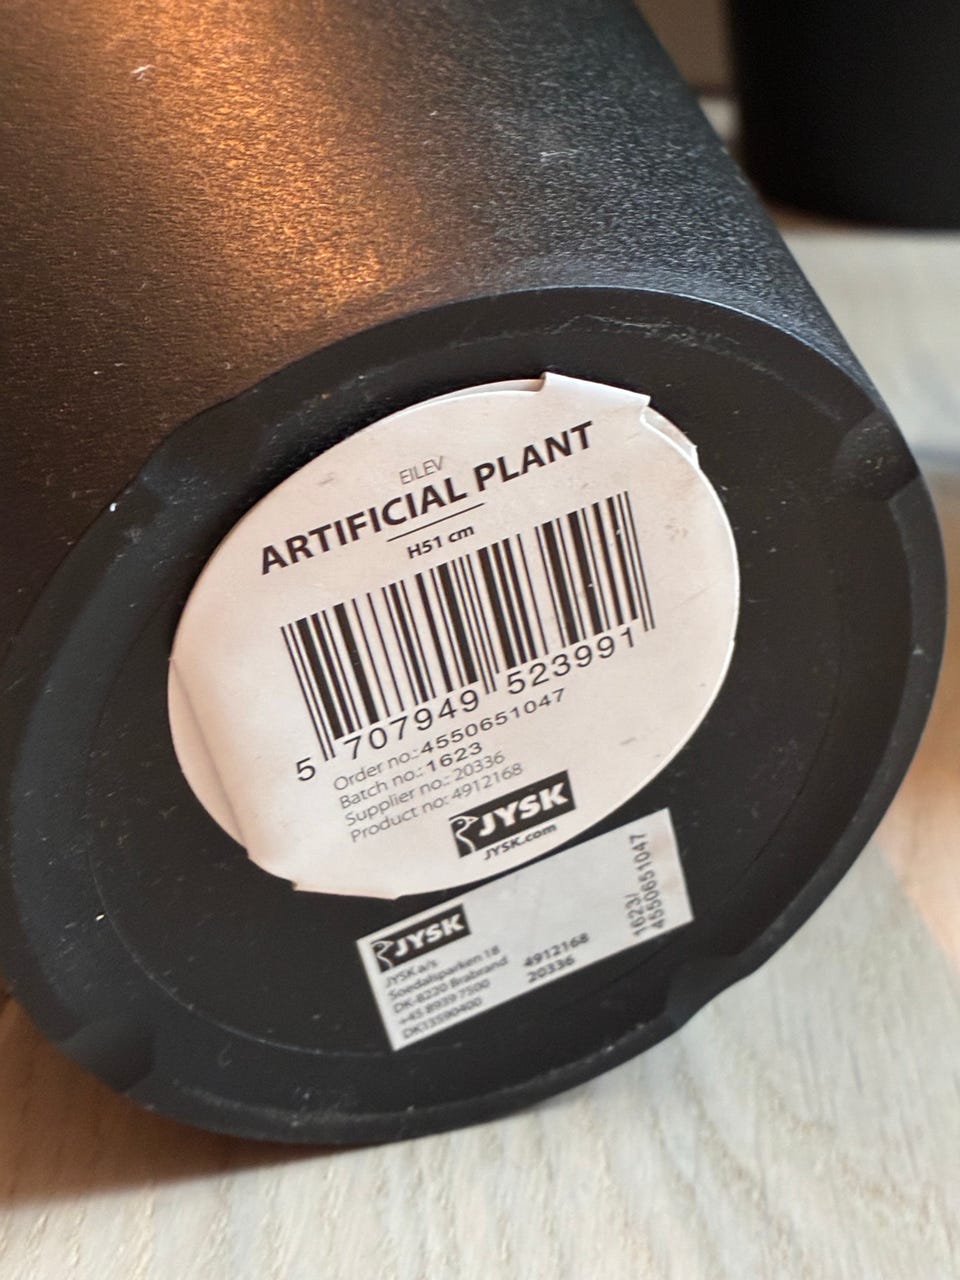 EILEV
ARTIFICIAL PLANT
H51 cm
5 707949 523991
Order no.: 4550651047
Batch no.: 1623
Supplier no.: 20336
Product no: 4912168
JYSK
JYSK.com
JYSK
JYSK a/s
Soedalsparken 18
DK-8220 Brabrand
+45 8939 7500
DK13590400
4912168
20336
1623/
4550651047